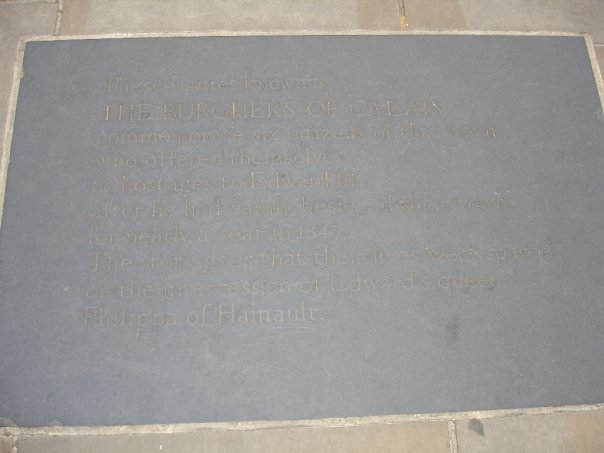 These figures known as
THE BURGHERS OF CALAIS
commemorate six citizens of that town
who offered themselves
as hostages to Edward III
after he had vainly besieged their town
for nearly a year in 1347.
The story goes that their lives were spared
on the intercession of Edward's queen
Philippa of Hainault.